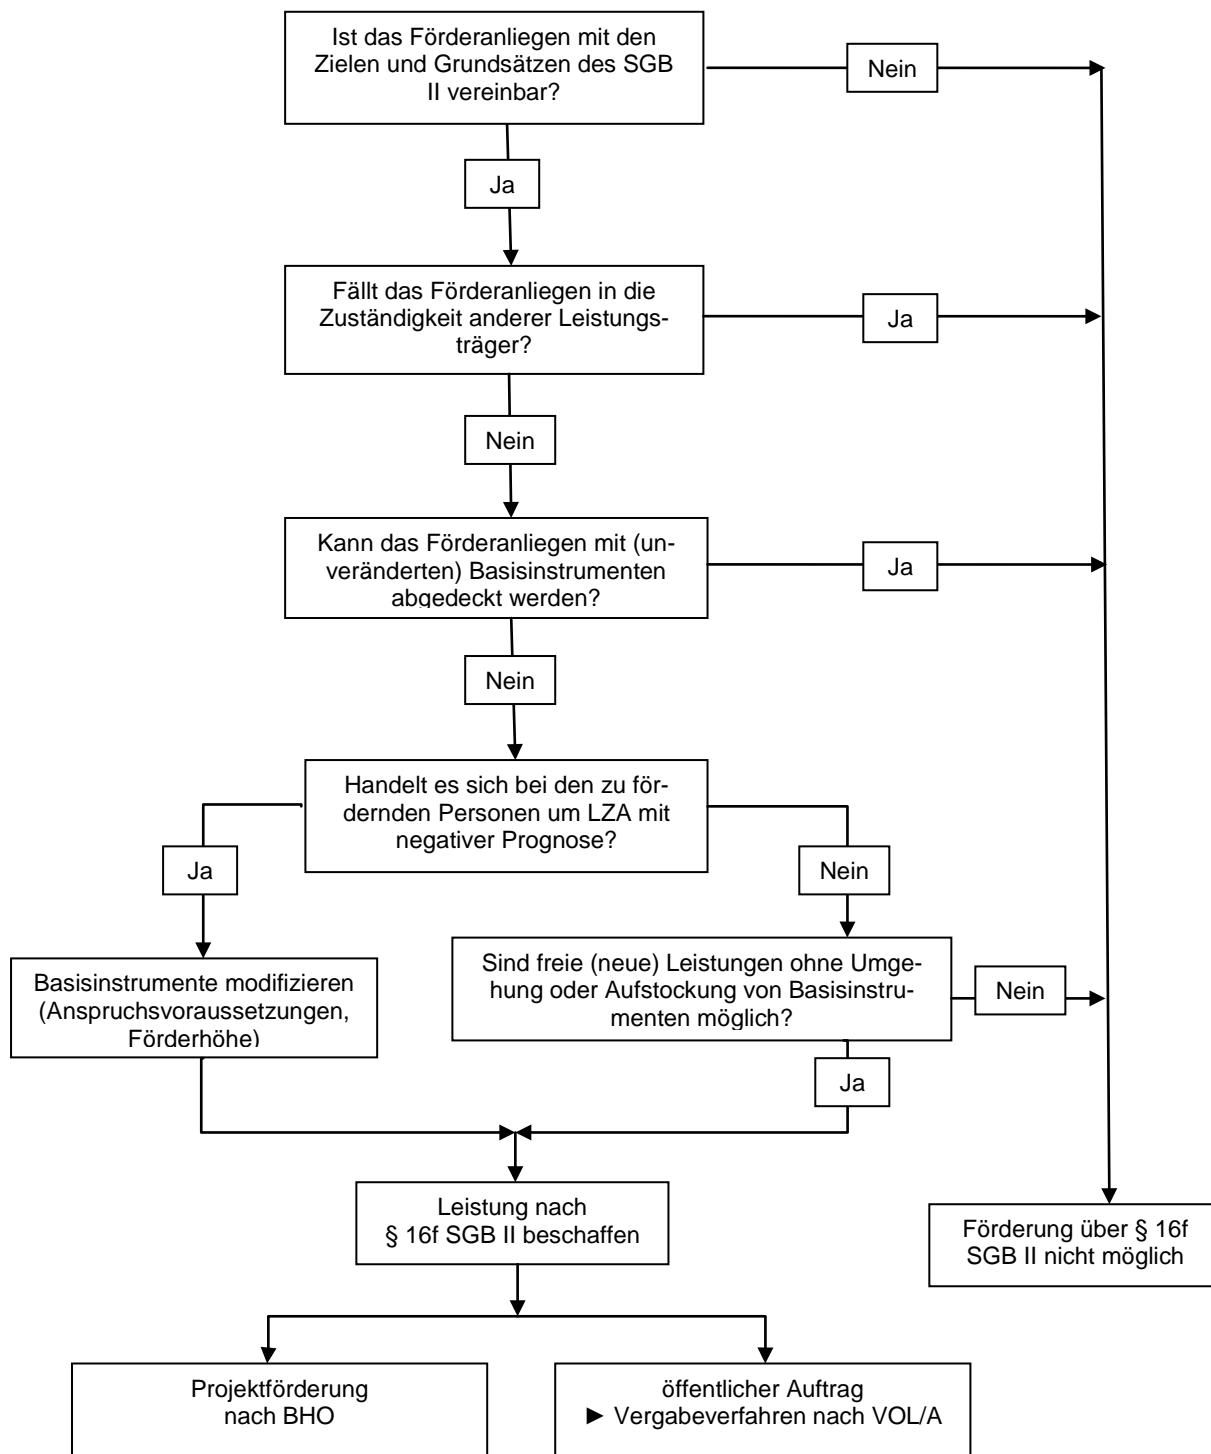 Ist das Förderanliegen mit den
Zielen und Grundsätzen des SGB
II vereinbar?
Nein
Ja
Fällt das Förderanliegen in die
Zuständigkeit anderer Leistungs-
träger?
Ja
Nein
Kann das Förderanliegen mit (un-
veränderten) Basisinstrumenten
abgedeckt werden?
Ja
Nein
Handelt es sich bei den zu för-
dernden Personen um LZA mit
negativer Prognose?
Ja
Nein
Basisinstrumente modifizieren
(Anspruchsvoraussetzungen,
Förderhöhe)
Sind freie (neue) Leistungen ohne Umge-
hung oder Aufstockung von Basisinstru-
menten möglich?
Nein
Ja
Leistung nach
§ 16f SGB II beschaffen
Förderung über § 16f
SGB II nicht möglich
Projektförderung
nach BHO
öffentlicher Auftrag
► Vergabeverfahren nach VOL/A